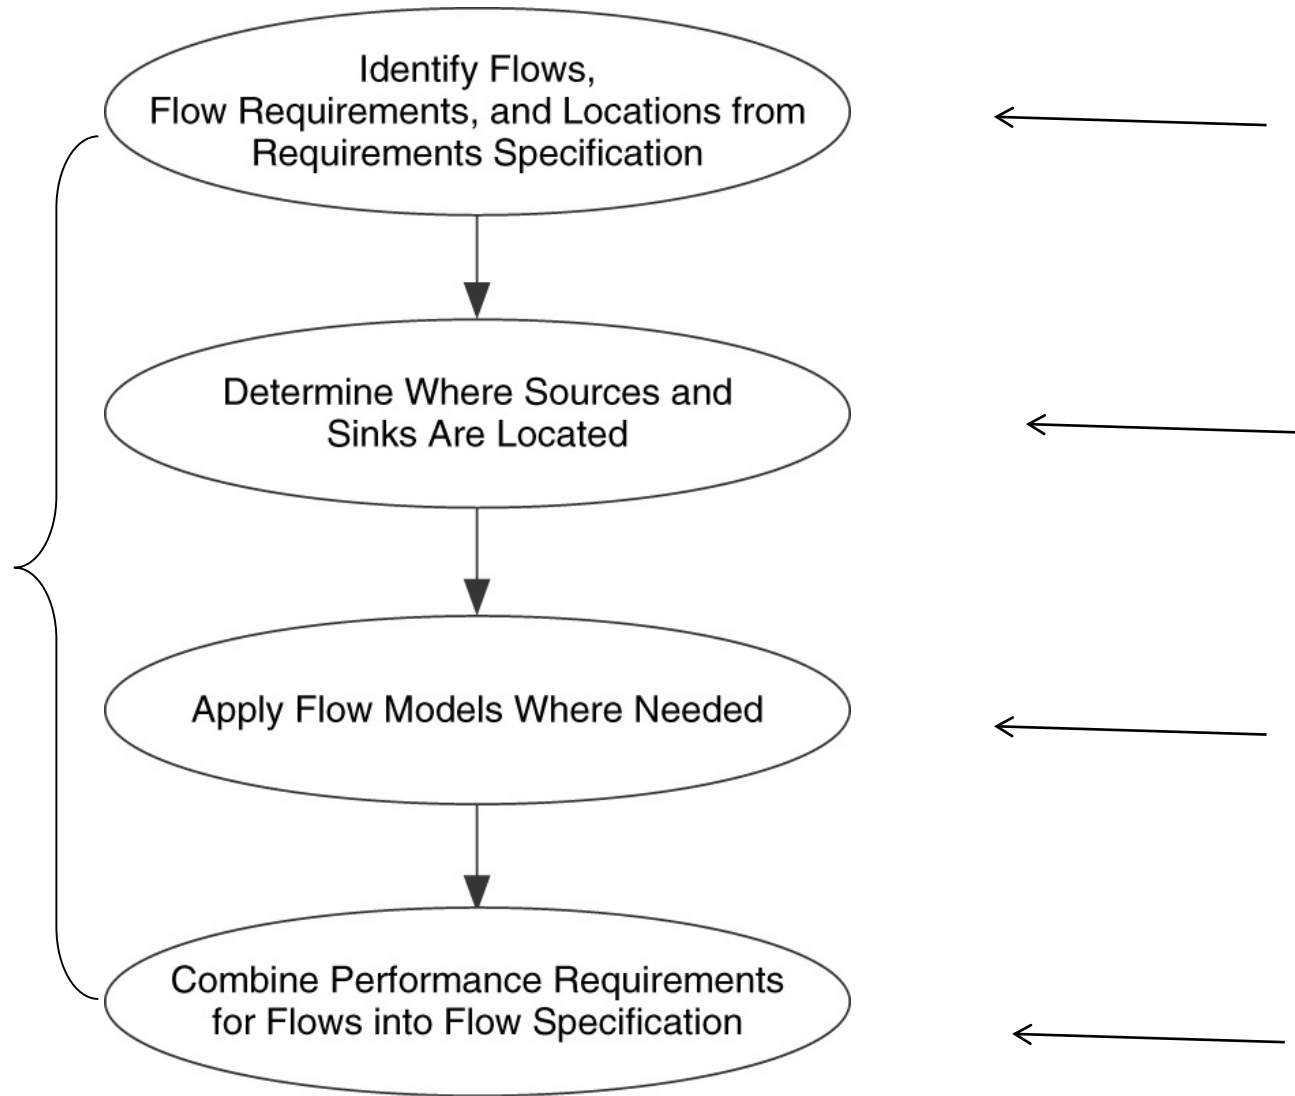 Identify Flows,
Flow Requirements, and Locations from
Requirements Specification
Determine Where Sources and
Sinks Are Located
Apply Flow Models Where Needed
Combine Performance Requirements
for Flows into Flow Specification